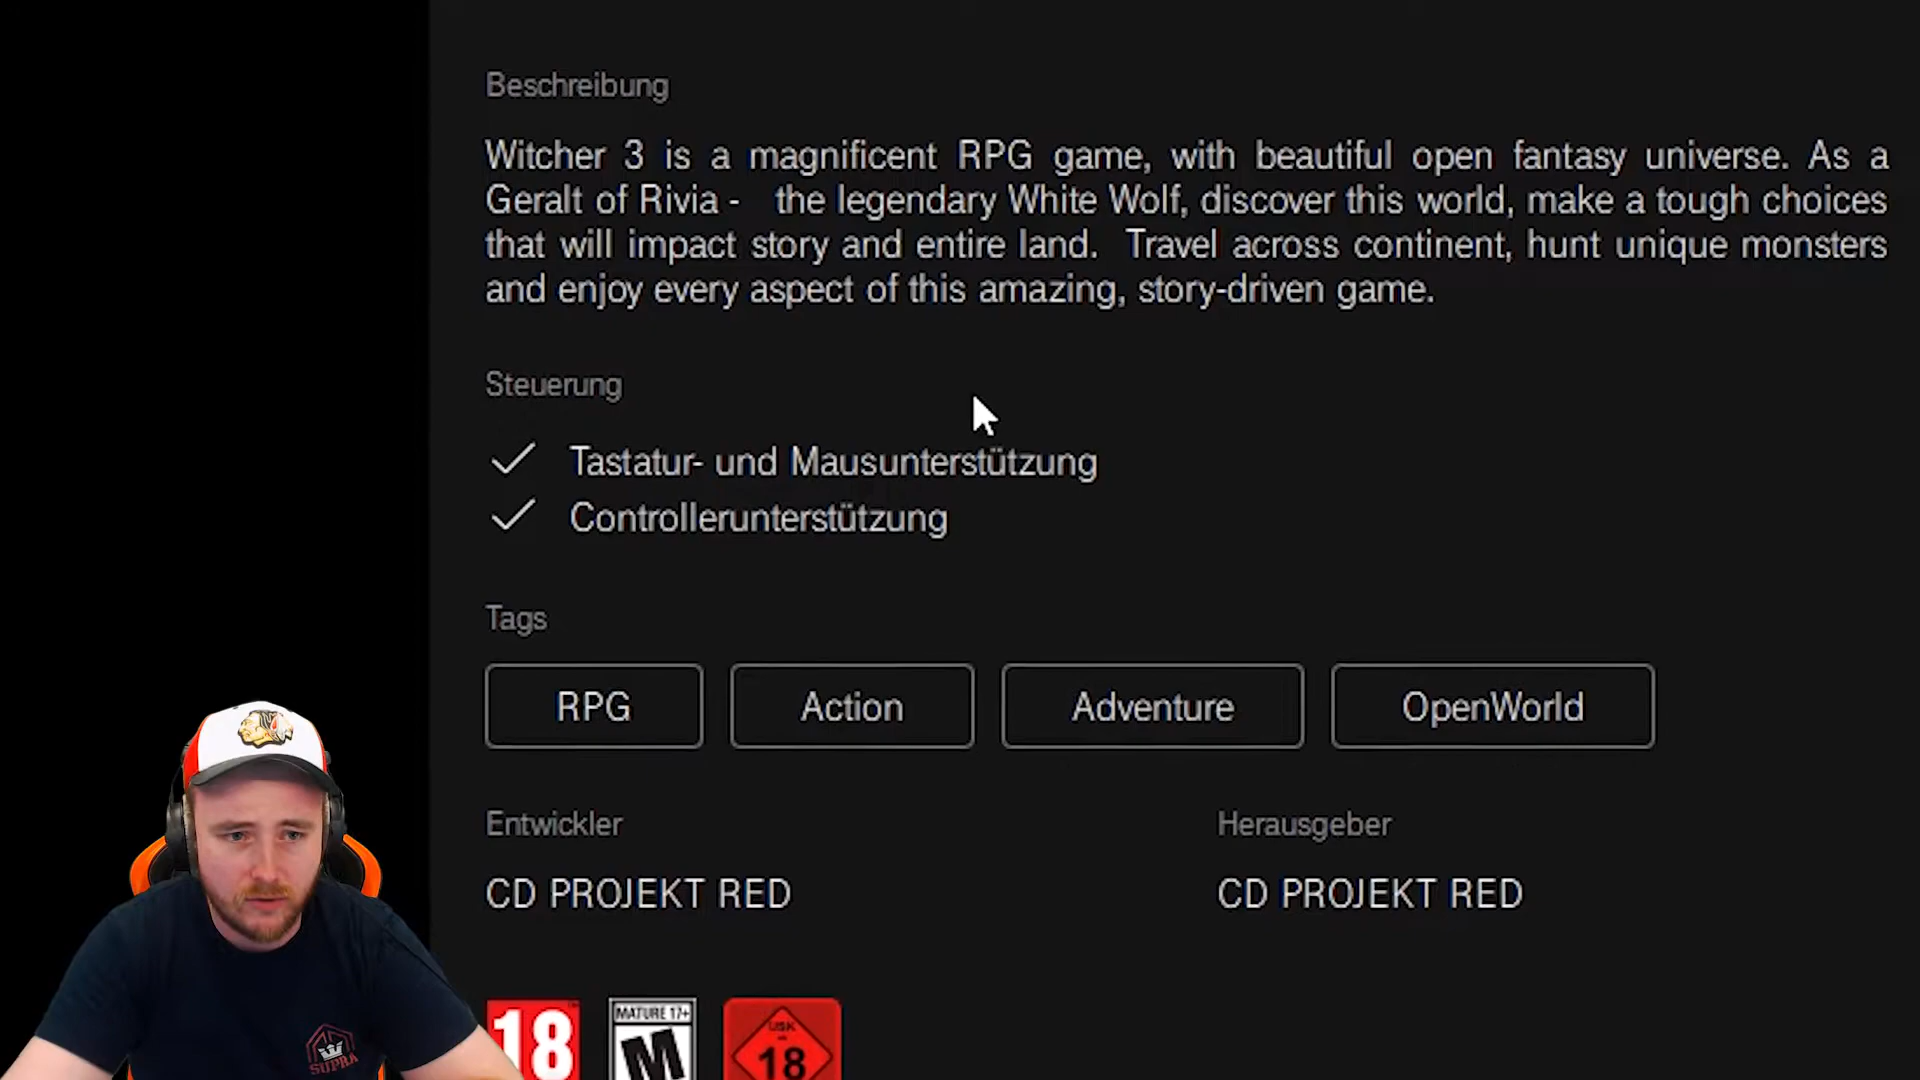 Beschreibung
Witcher 3 is a magnificent RPG game, with beautiful open fantasy universe. As a
Geralt of Rivia - the legendary White Wolf, discover this world, make a tough choices
that will impact story and entire land. Travel across continent, hunt unique monsters
and enjoy every aspect of this amazing, story-driven game.
Steuerung
Tastatur- und Mausunterstützung
Controllerunterstützung
Tags
RPG
Action
Adventure
OpenWorld
Entwickler
Herausgeber
CD PROJEKT RED
CD PROJEKT RED
18
MATURE 17+
M
USK
18
SUPRA